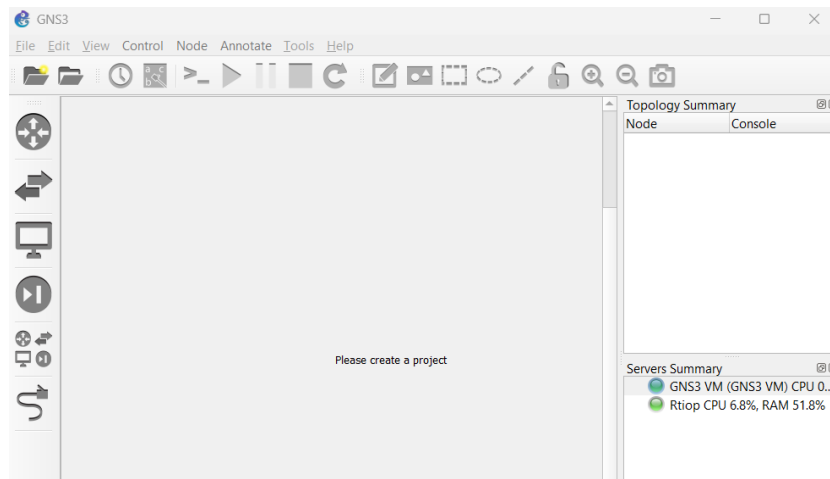 GNS3
File Edit View Control Node Annotate Tools Help
Topology Summary
Node Console
Please create a project
Servers Summary
GNS3 VM (GNS3 VM) CPU 0...
Rtiop CPU 6.8%, RAM 51.8%